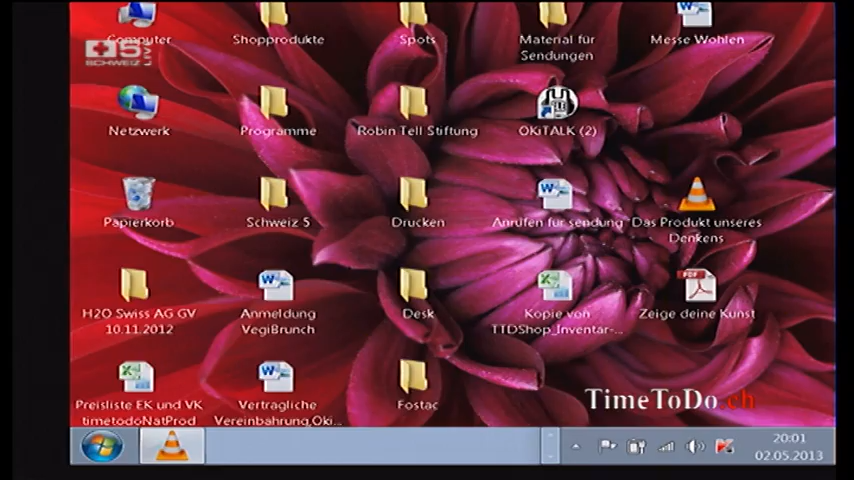 Computer
Shopprodukte
Spots
Material für
Sendungen
Messe Wohlen
5
SCHWEIZ
LIVE
Netzwerk
Programme
Robin Tell Stiftung
OKiTALK (2)
Papierkorb
Schweiz 5
Drucken
Anrufen für sendung
Das Produkt unseres
Denkens
H2O Swiss AG GV
10.11.2012
Anmeldung
VegiBrunch
Desk
Kopie von
TTDShop_Inventar-...
PDF
Zeige deine Kunst
Preisliste EK und VK
timetodoNatProd
Vertragliche
Vereinbahrung,Oki...
Fostac
TimeToDo.ch
20:01
02.05.2013